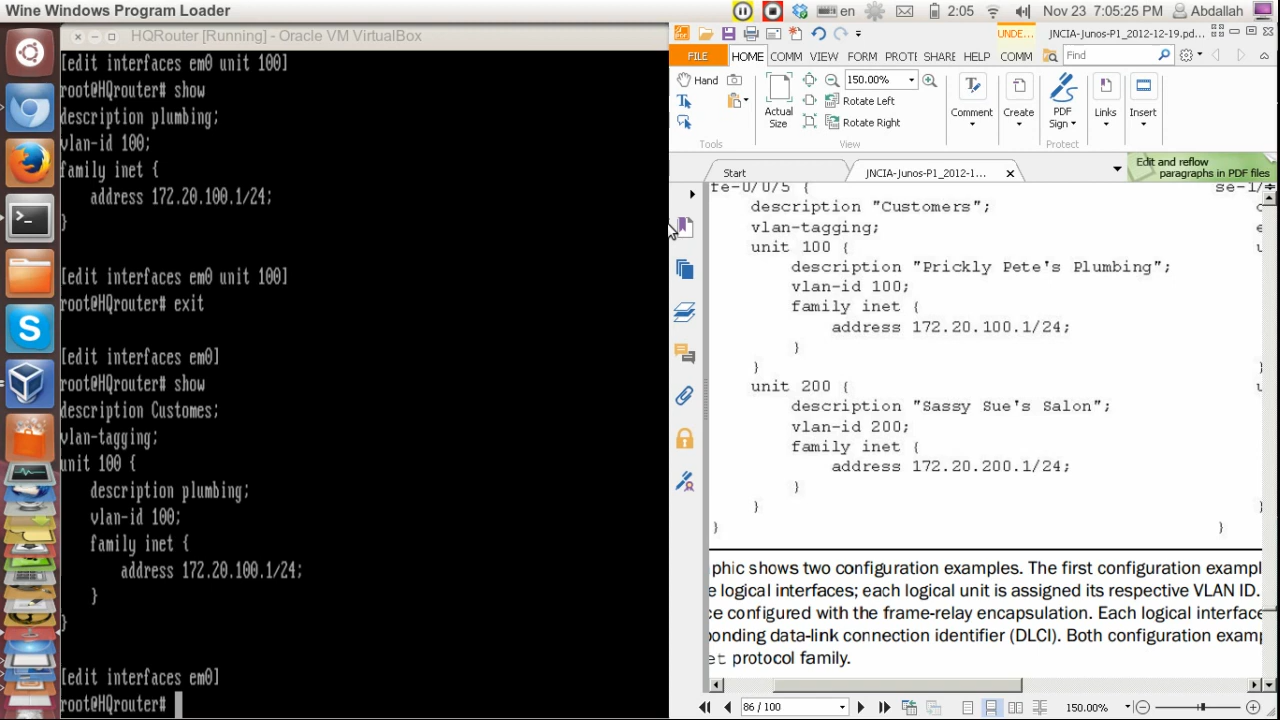 Wine Windows Program Loader
en
2:05
Nov 23 7:05:25 PM
Abdallah
HQRouter [Running] - Oracle VM VirtualBox
[edit interfaces em0 unit 100]
root@HQrouter# show
description plumbing;
vlan-id 100;
family inet {
address 172.20.100.1/24;
}
[edit interfaces em0 unit 100]
root@HQrouter# exit
[edit interfaces em0]
root@HQrouter# show
description Customes;
vlan-tagging;
unit 100 {
description plumbing;
vlan-id 100;
family inet {
address 172.20.100.1/24;
}
}
[edit interfaces em0]
root@HQrouter#
UNDE...
JNCIA-Junos-P1_2012-12-19.pd...
FILE
HOME
COMM
VIEW
FORM
PROTI
SHARE
HELP
COMM
Find
Hand
Actual Size
150.00%
Rotate Left
Rotate Right
Comment
Create
PDF Sign
Links
Insert
Tools
View
Protect
Start
JNCIA-Junos-P1_2012-1...
Edit and reflow
paragraphs in PDF files
fe-0/0/5 {
se-1/
description "Customers";
vlan-tagging;
unit 100 {
description "Prickly Pete's Plumbing";
vlan-id 100;
family inet {
address 172.20.100.1/24;
}
}
unit 200 {
description "Sassy Sue's Salon";
vlan-id 200;
family inet {
address 172.20.200.1/24;
}
}
}
}
phic shows two configuration examples. The first configuration exampl
e logical interfaces; each logical unit is assigned its respective VLAN ID.
ce configured with the frame-relay encapsulation. Each logical interface
ponding data-link connection identifier (DLCI). Both configuration examp
et protocol family.
86 / 100
150.00%